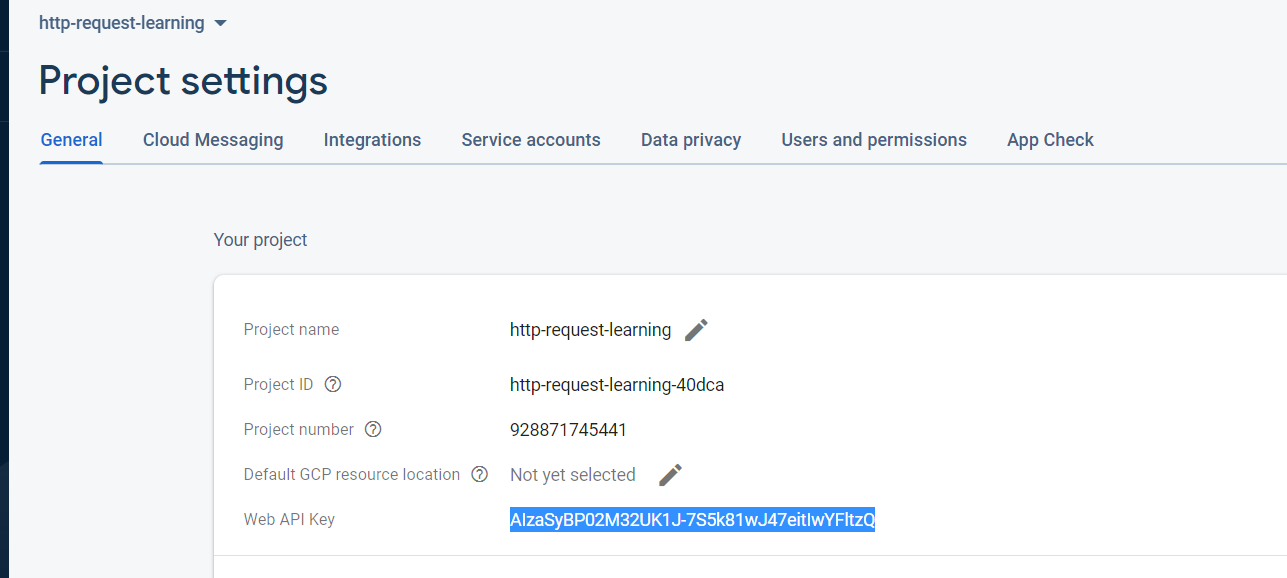 http-request-learning
Project settings
General Cloud Messaging Integrations Service accounts Data privacy Users and permissions App Check
Your project
Project name http-request-learning
Project ID http-request-learning-40dca
Project number 928871745441
Default GCP resource location Not yet selected
Web API Key